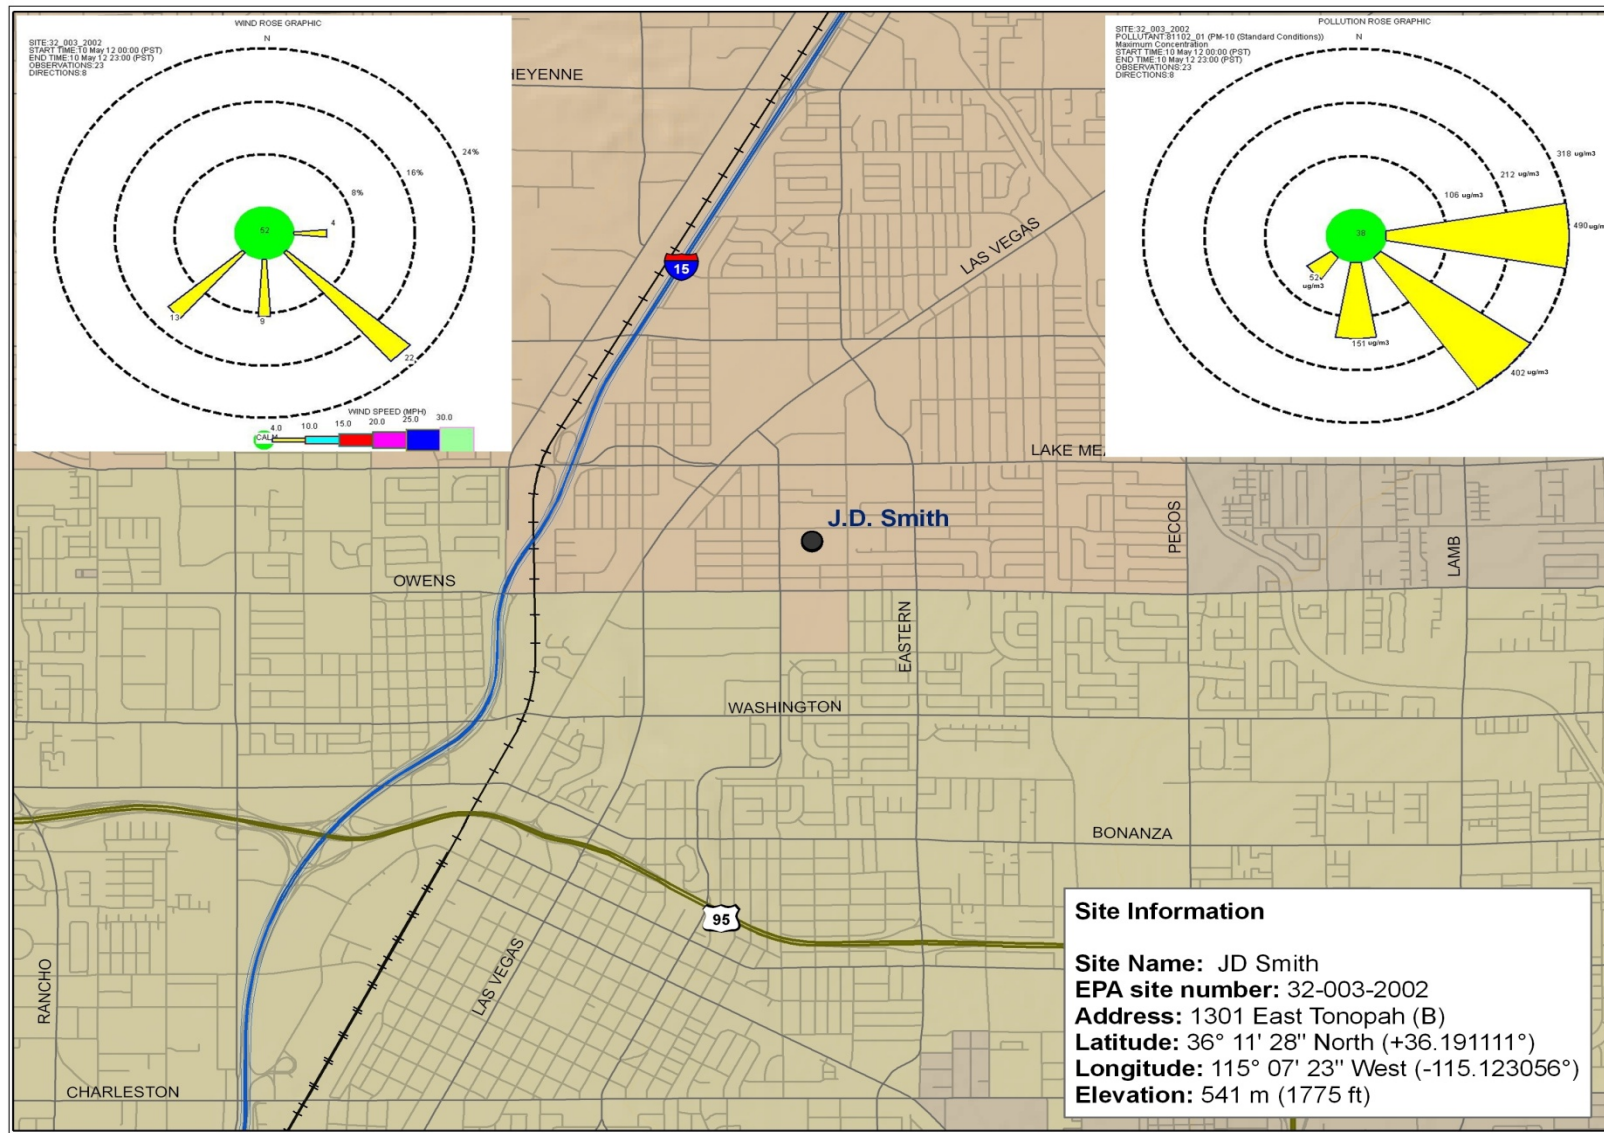 WIND ROSE GRAPHIC
N
SITE:32_003_2002
START TIME:10 May 12 00:00 (PST)
END TIME:10 May 12 23:00 (PST)
OBSERVATIONS:23
DIRECTIONS:8
24%
16%
8%
4
52
13
9
22
WIND SPEED (MPH)
4.0 10.0 15.0 20.0 25.0 30.0
CALM
POLLUTION ROSE GRAPHIC
N
SITE:32_003_2002
POLLUTANT:81102_01 (PM-10 (Standard Conditions))
Maximum Concentration
START TIME:10 May 12 00:00 (PST)
END TIME:10 May 12 23:00 (PST)
OBSERVATIONS:23
DIRECTIONS:8
318 ug/m3
212 ug/m3
106 ug/m3
490 ug/m
38
52
ug/m3
151 ug/m3
402 ug/m3
HEYENNE
LAS VEGAS
15
LAKE ME
J.D. Smith
PECOS
LAMB
OWENS
EASTERN
WASHINGTON
BONANZA
95
LAS VEGAS
RANCHO
CHARLESTON
Site Information
Site Name: JD Smith
EPA site number: 32-003-2002
Address: 1301 East Tonopah (B)
Latitude: 36° 11' 28" North (+36.191111°)
Longitude: 115° 07' 23" West (-115.123056°)
Elevation: 541 m (1775 ft)